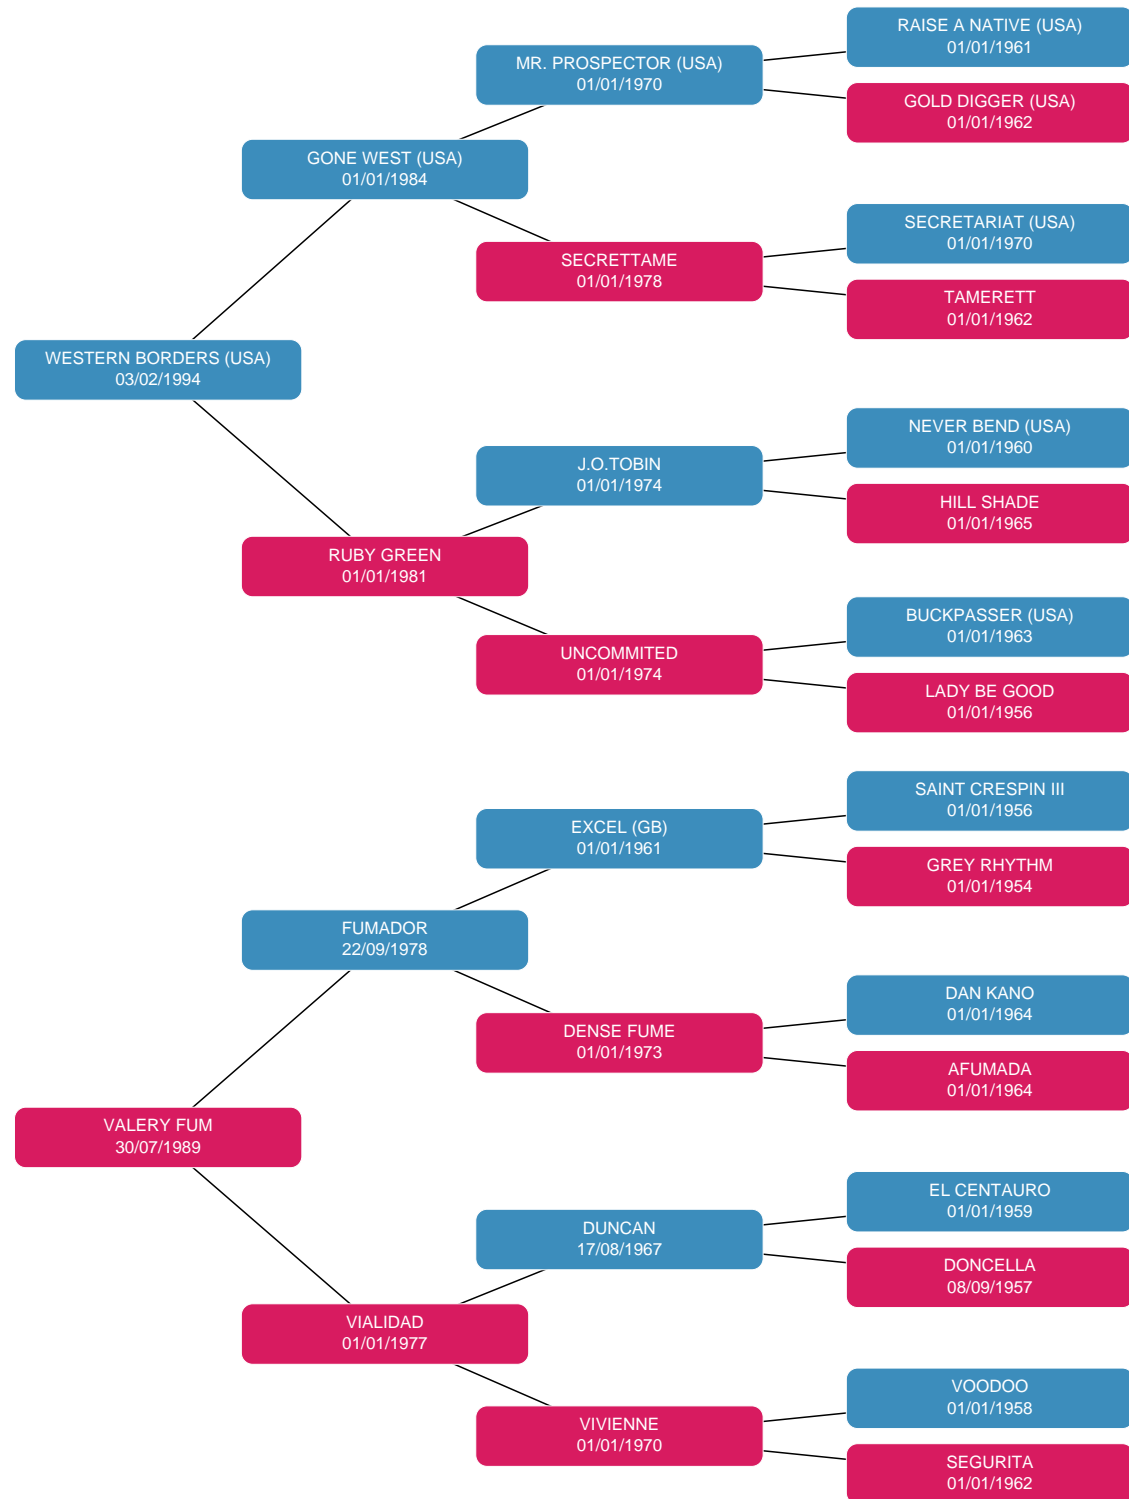 RAISE A NATIVE (USA)
01/01/1961
MR. PROSPECTOR (USA)
01/01/1970
GOLD DIGGER (USA)
01/01/1962
GONE WEST (USA)
01/01/1984
SECRETARIAT (USA)
01/01/1970
SECRETTAME
01/01/1978
TAMERETT
01/01/1962
WESTERN BORDERS (USA)
03/02/1994
NEVER BEND (USA)
01/01/1960
J.O.TOBIN
01/01/1974
HILL SHADE
01/01/1965
RUBY GREEN
01/01/1981
BUCKPASSER (USA)
01/01/1963
UNCOMMITED
01/01/1974
LADY BE GOOD
01/01/1956
SAINT CRESPIN III
01/01/1956
EXCEL (GB)
01/01/1961
GREY RHYTHM
01/01/1954
FUMADOR
22/09/1978
DAN KANO
01/01/1964
DENSE FUME
01/01/1973
AFUMADA
01/01/1964
VALERY FUM
30/07/1989
EL CENTAURO
01/01/1959
DUNCAN
17/08/1967
DONCELLA
08/09/1957
VIALIDAD
01/01/1977
VOODOO
01/01/1958
VIVIENNE
01/01/1970
SEGURITA
01/01/1962